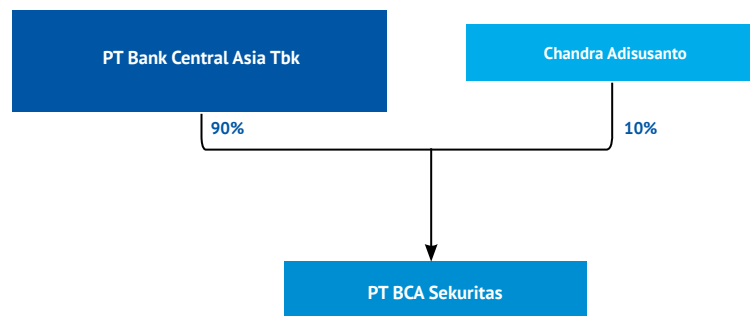 PT Bank Central Asia Tbk
Chandra Adisusanto
90%
10%
PT BCA Sekuritas